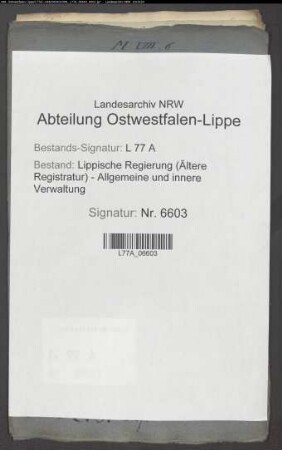 Landesarchiv NRW
Abteilung Ostwestfalen-Lippe
Bestands-Signatur: L 77 A
Bestand: Lippische Regierung (Ältere
Registratur) - Allgemeine und innere
Verwaltung
Signatur: Nr. 6603
L77A_06603